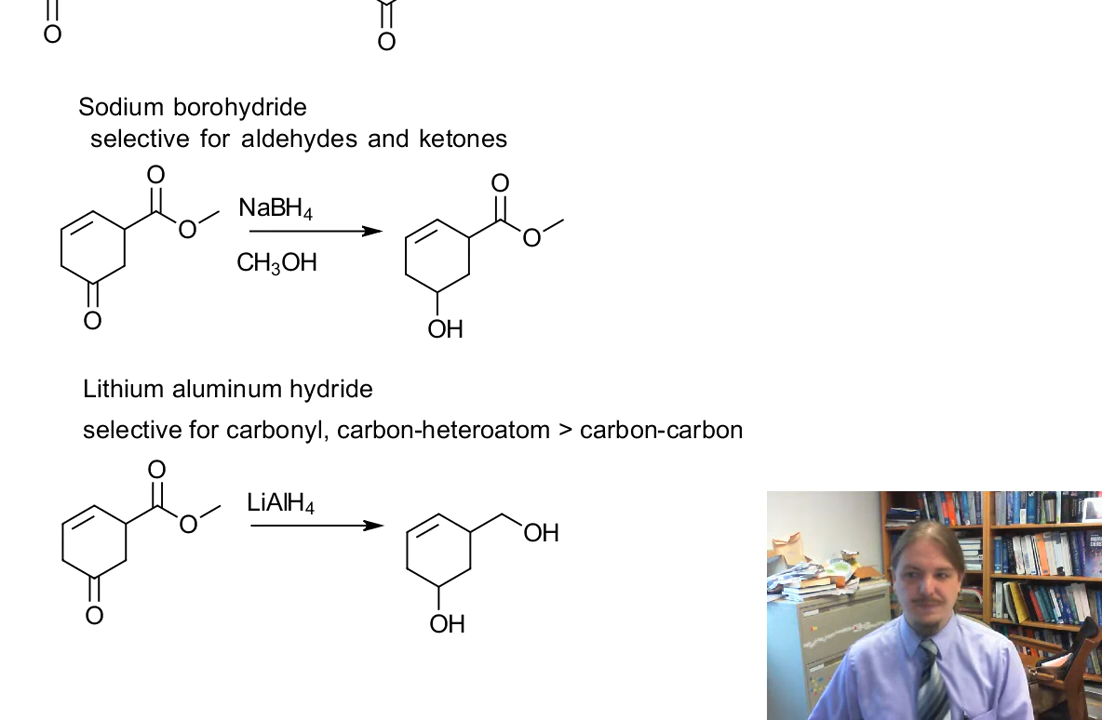 O
O
Sodium borohydride
selective for aldehydes and ketones
O
O
NaBH4
O
O
CH3OH
O
OH
Lithium aluminum hydride
selective for carbonyl, carbon-heteroatom > carbon-carbon
O
O
LiAlH4
OH
O
OH